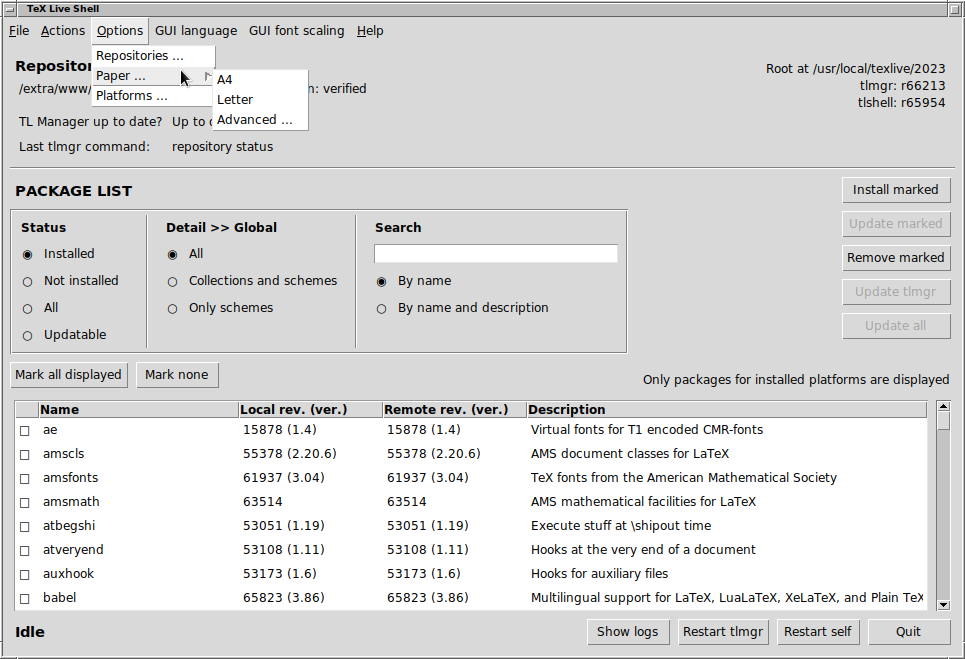 TeX Live Shell
File Actions Options GUI language GUI font scaling Help
Repositories ...
Paper ...
Platforms ...
A4
Letter
Advanced ...
/extra/www/
verified
Root at /usr/local/texlive/2023
tlmgr: r66213
tlshell: r65954
TL Manager up to date? Up to
Last tlmgr command: repository status
PACKAGE LIST
Install marked
Update marked
Remove marked
Update tlmgr
Update all
Status
Installed
Not installed
All
Updatable
Detail >> Global
All
Collections and schemes
Only schemes
Search
By name
By name and description
Mark all displayed Mark none
Only packages for installed platforms are displayed
Name Local rev. (ver.) Remote rev. (ver.) Description
ae 15878 (1.4) 15878 (1.4) Virtual fonts for T1 encoded CMR-fonts
amscls 55378 (2.20.6) 55378 (2.20.6) AMS document classes for LaTeX
amsfonts 61937 (3.04) 61937 (3.04) TeX fonts from the American Mathematical Society
amsmath 63514 63514 AMS mathematical facilities for LaTeX
atbegshi 53051 (1.19) 53051 (1.19) Execute stuff at \shipout time
atveryend 53108 (1.11) 53108 (1.11) Hooks at the very end of a document
auxhook 53173 (1.6) 53173 (1.6) Hooks for auxiliary files
babel 65823 (3.86) 65823 (3.86) Multilingual support for LaTeX, LuaLaTeX, XeLaTeX, and Plain TeX
Idle
Show logs Restart tlmgr Restart self Quit